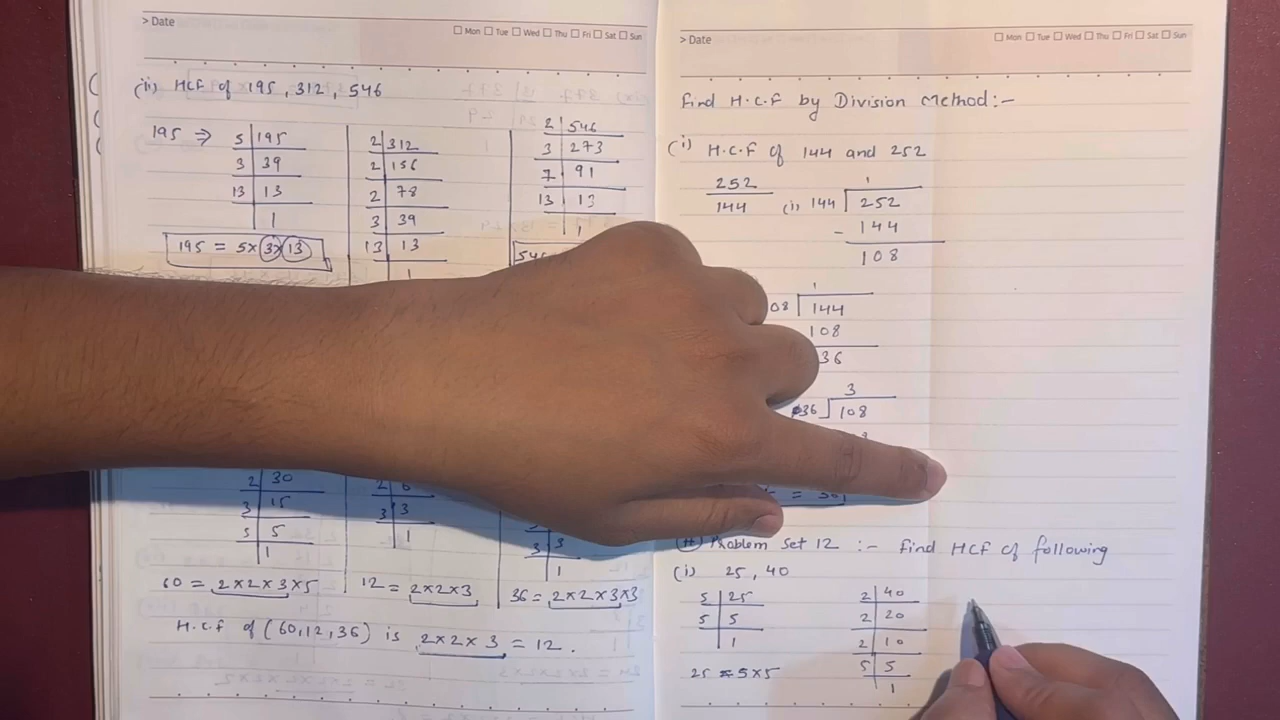 > Date
Mon Tue Wed Thu Fri Sat Sun
(ii) HCF of 195, 312, 546
195 ⇒ 5 | 195
3 | 39
13 | 13
1
195 = 5×3×13
2 | 312
2 | 156
2 | 78
3 | 39
13 | 13
1
2 | 546
3 | 273
7 | 91
13 | 13
1
2 | 30
3 | 15
5 | 5
1
3 | 3
1
3 | 3
1
60 = 2×2×3×5
12 = 2×2×3
36 = 2×2×3×3
H.C.F of (60,12,36) is 2×2×3 = 12.
> Date
Mon Tue Wed Thu Fri Sat Sun
Find H.C.F by Division Method:-
(i) H.C.F of 144 and 252
252
144
(i) 144 252
1
- 144
108
1
144
108
36
3
36 108
Problem Set 12 :- Find HCF of following
(i) 25, 40
5 | 25
5 | 5
1
25 = 5×5
2 | 40
2 | 20
2 | 10
5 | 5
1